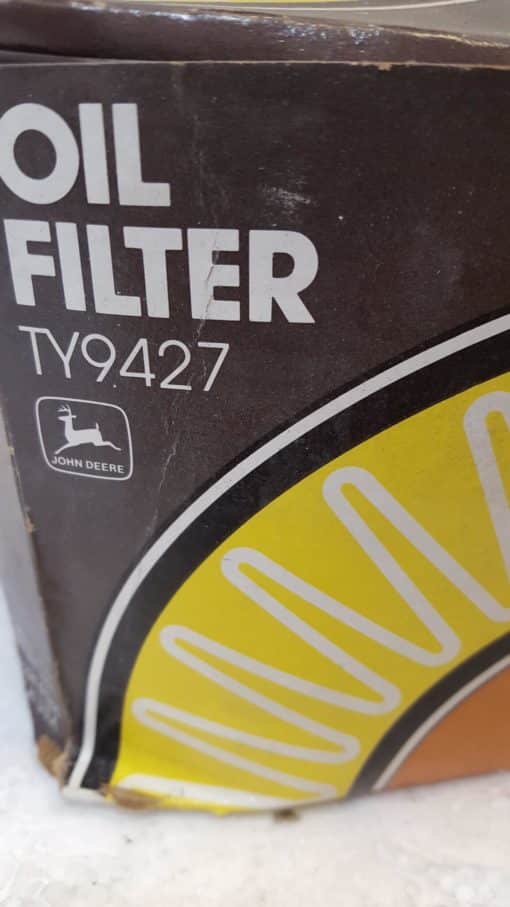 OIL
FILTER
TY9427
JOHN DEERE